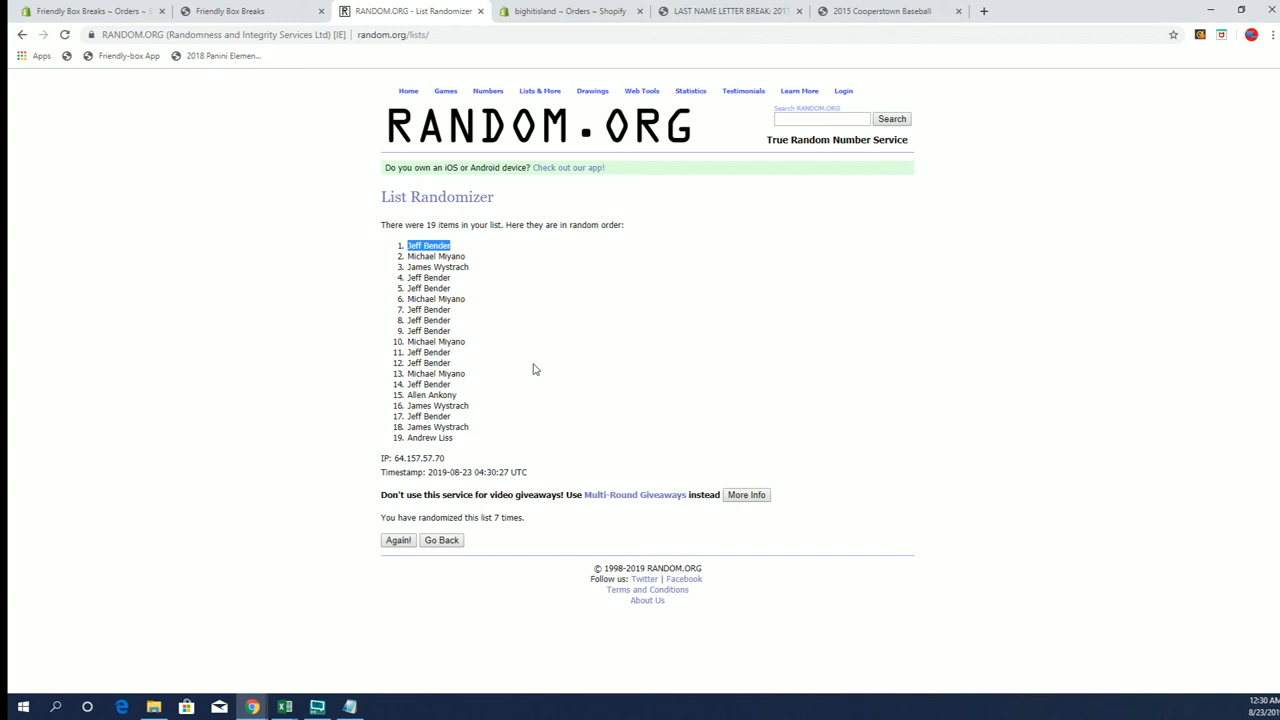 Friendly Box Breaks ~ Orders ~ S
Friendly Box Breaks
RANDOM.ORG - List Randomizer
bighitisland ~ Orders ~ Shopify
LAST NAME LETTER BREAK: 2017
2015 Cooperstown Baseball
RANDOM.ORG (Randomness and Integrity Services Ltd) [IE] | random.org/lists/
Apps
Friendly-box App
2018 Panini Elemen...
Home Games Numbers Lists & More Drawings Web Tools Statistics Testimonials Learn More Login
RANDOM.ORG
Search RANDOM.ORG
Search
True Random Number Service
Do you own an iOS or Android device? Check out our app!
List Randomizer
There were 19 items in your list. Here they are in random order:
1. Jeff Bender
2. Michael Miyano
3. James Wystrach
4. Jeff Bender
5. Jeff Bender
6. Michael Miyano
7. Jeff Bender
8. Jeff Bender
9. Jeff Bender
10. Michael Miyano
11. Jeff Bender
12. Jeff Bender
13. Michael Miyano
14. Jeff Bender
15. Allen Ankony
16. James Wystrach
17. Jeff Bender
18. James Wystrach
19. Andrew Liss
IP: 64.157.57.70
Timestamp: 2019-08-23 04:30:27 UTC
Don't use this service for video giveaways! Use Multi-Round Giveaways instead More Info
You have randomized this list 7 times.
Again! Go Back
© 1998-2019 RANDOM.ORG
Follow us: Twitter | Facebook
Terms and Conditions
About Us
12:30 AM
8/23/201